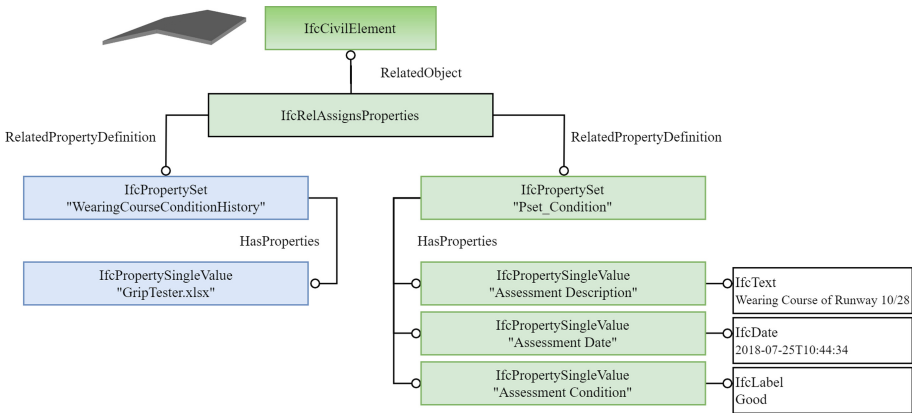 IfcCivilElement
RelatedObject
IfcRelAssignsProperties
RelatedPropertyDefinition
RelatedPropertyDefinition
IfcPropertySet
"WearingCourseConditionHistory"
IfcPropertySet
"Pset_Condition"
HasProperties
HasProperties
IfcPropertySingleValue
"GripTester.xlsx"
IfcPropertySingleValue
"Assessment Description"
IfcText
Wearing Course of Runway 10/28
IfcPropertySingleValue
"Assessment Date"
IfcDate
2018-07-25T10:44:34
IfcPropertySingleValue
"Assessment Condition"
IfcLabel
Good